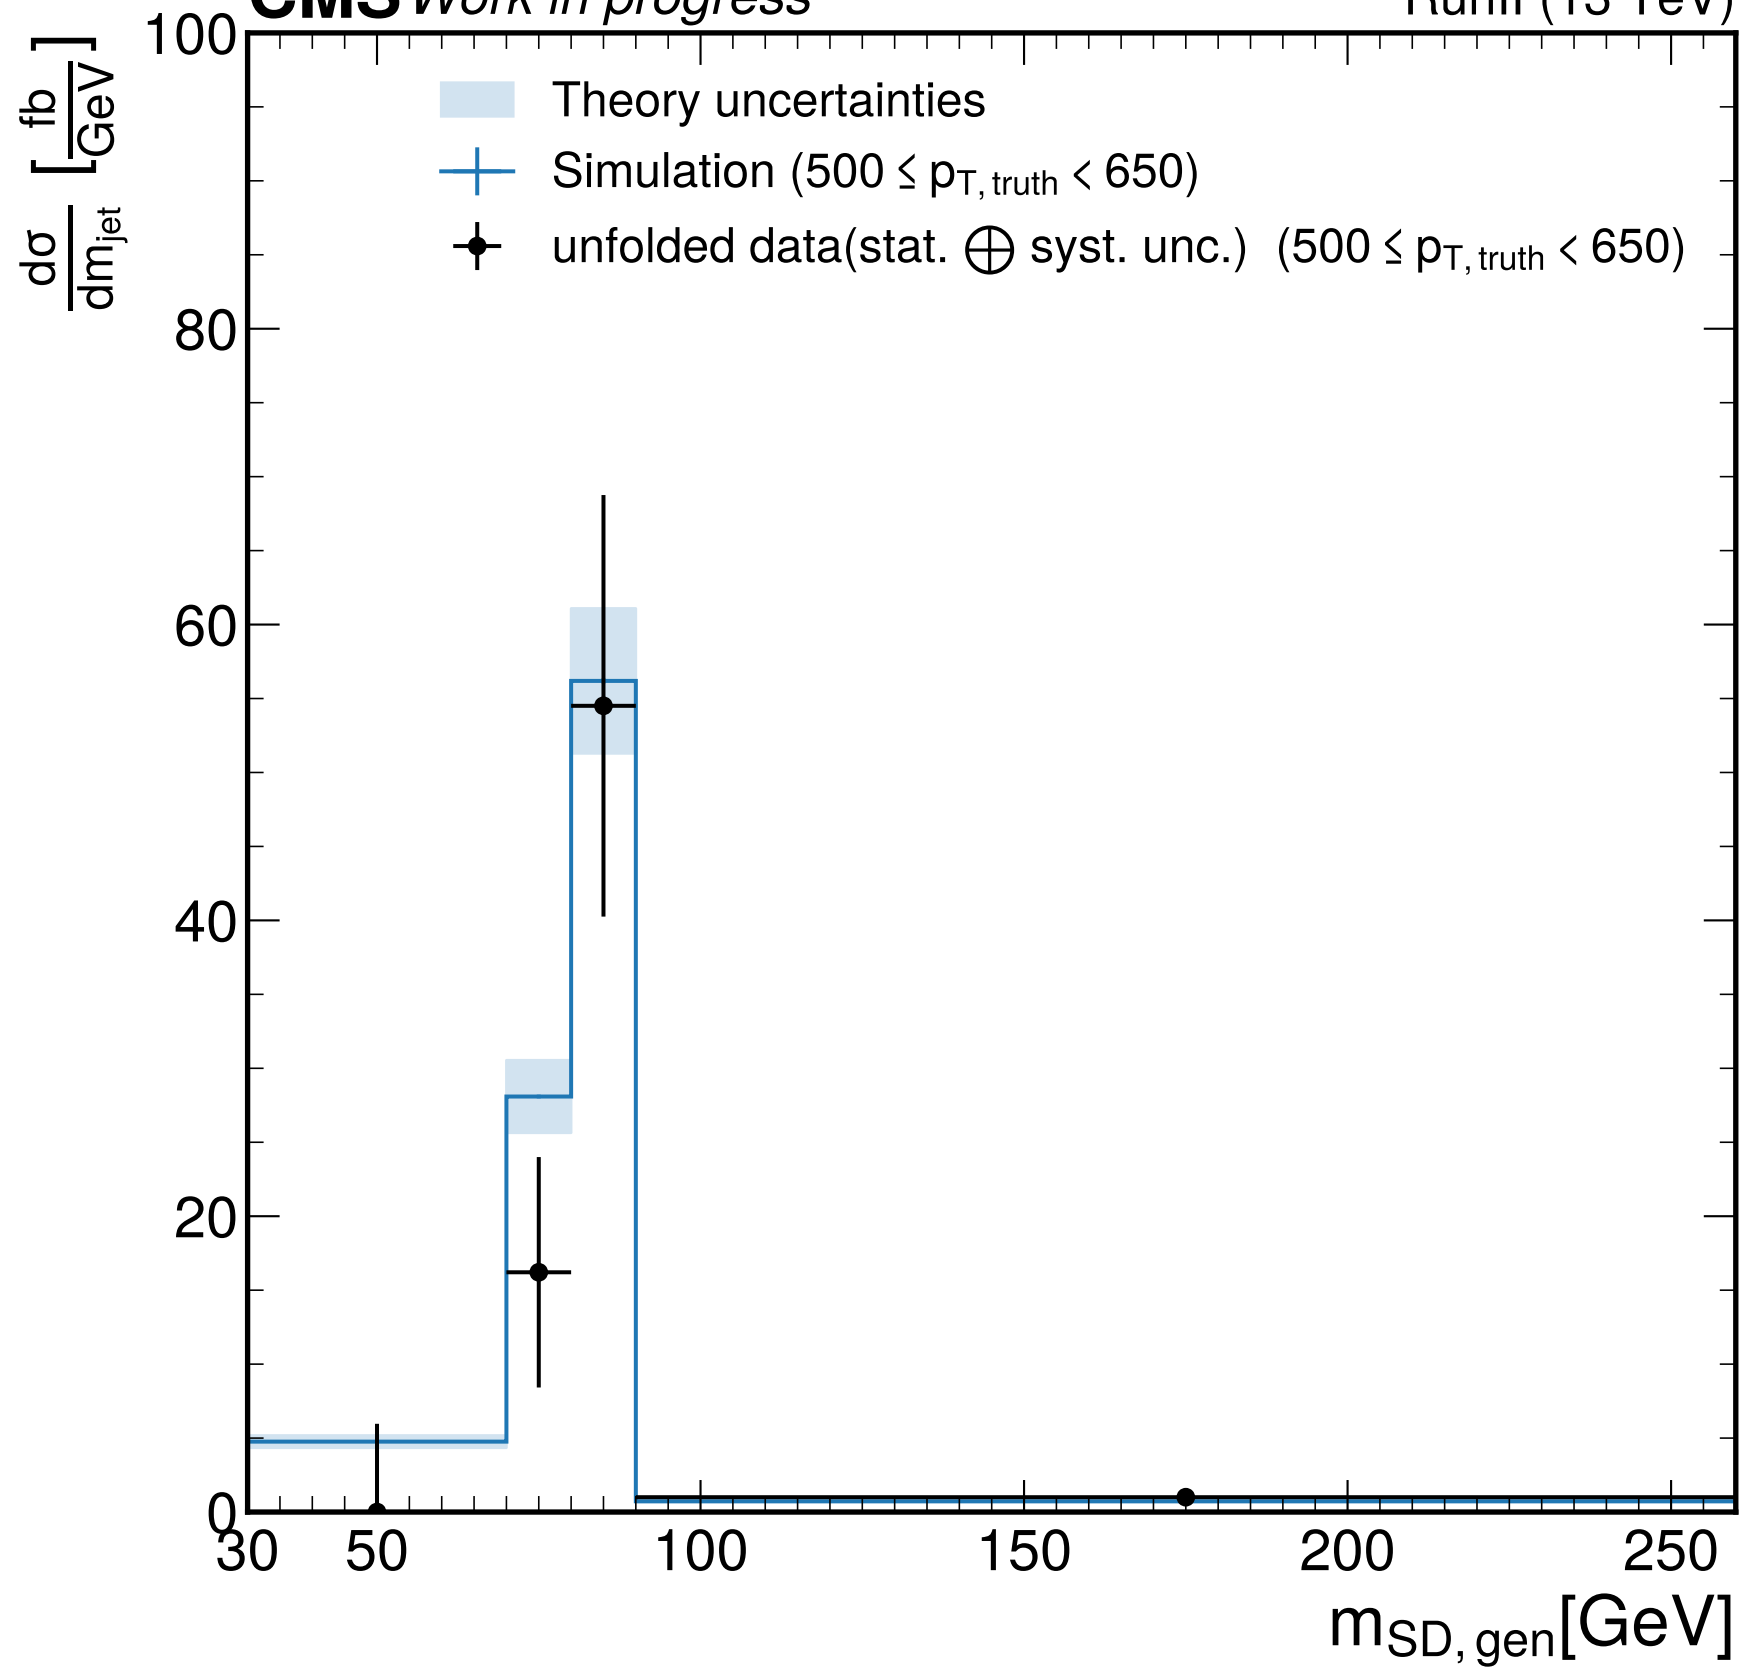 CMS Work in progress RunII (13 TeV)
dσ/dm_jet [fb/GeV]
Theory uncertainties
Simulation (500 ≤ p_T, truth < 650)
unfolded data(stat. ⊕ syst. unc.) (500 ≤ p_T, truth < 650)
100
80
60
40
20
0
30 50 100 150 200 250
m_SD, gen[GeV]